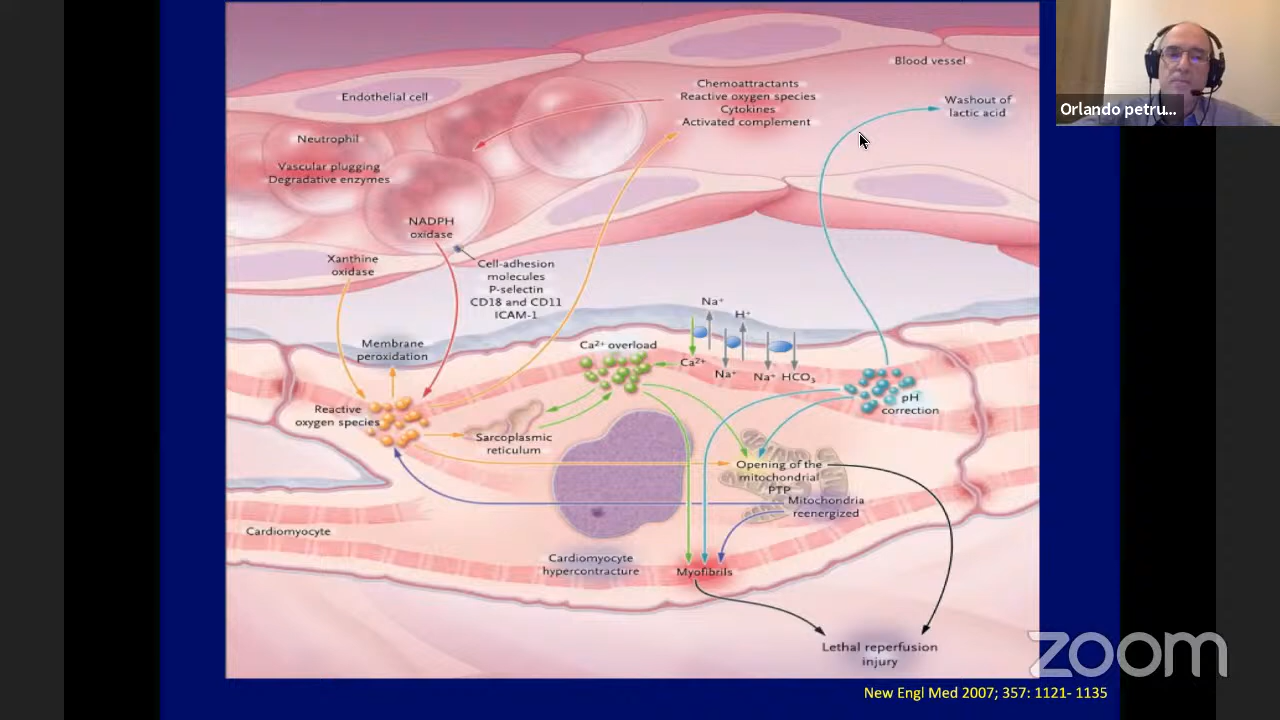 Blood vessel
Chemoattractants
Reactive oxygen species
Cytokines
Activated complement
Washout of
lactic acid
Orlando petru...
Endothelial cell
Neutrophil
Vascular plugging
Degradative enzymes
NADPH
oxidase
Xanthine
oxidase
Cell-adhesion
molecules
P-selectin
CD18 and CD11
ICAM-1
Na⁺
H⁺
Membrane
peroxidation
Ca²⁺ overload
Ca²⁺
Na⁺
Na⁺ HCO₃
pH
correction
Reactive
oxygen species
Sarcoplasmic
reticulum
Opening of the
mitochondrial
PTP
Mitochondria
reenergized
Cardiomyocyte
Cardiomyocyte
hypercontracture
Myofibrils
Lethal reperfusion
injury
zoom
New Engl Med 2007; 357: 1121- 1135